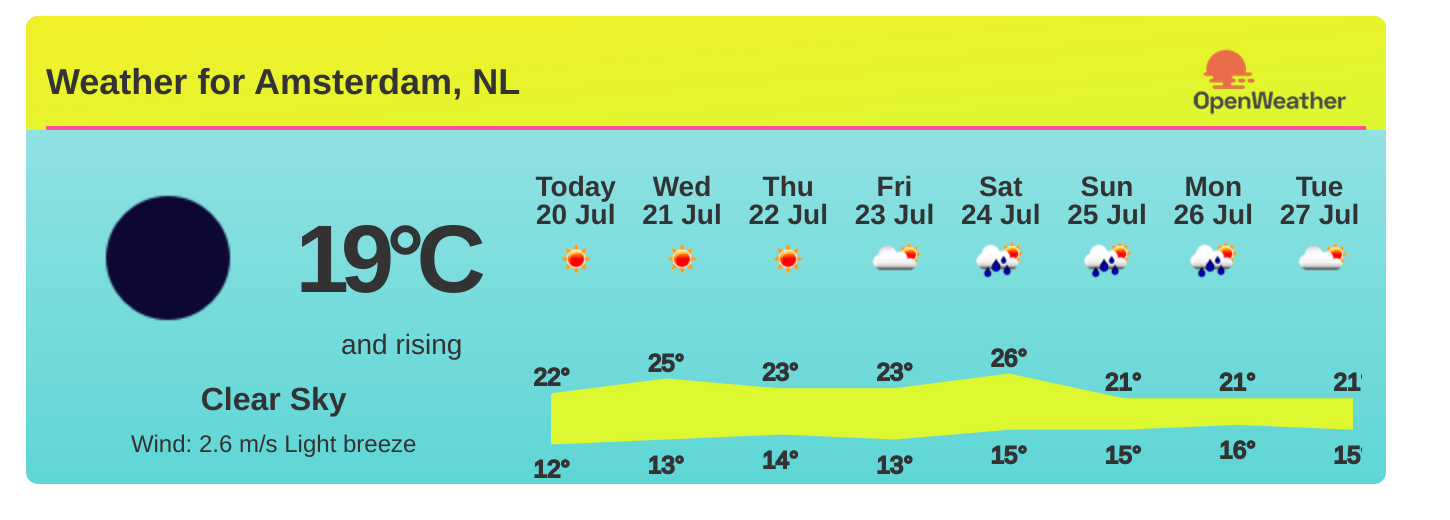 Weather for Amsterdam, NL
OpenWeather
19°C
and rising
Clear Sky
Wind: 2.6 m/s Light breeze
Today Wed Thu Fri Sat Sun Mon Tue
20 Jul 21 Jul 22 Jul 23 Jul 24 Jul 25 Jul 26 Jul 27 Jul
22° 25° 23° 23° 26° 21° 21° 21°
12° 13° 14° 13° 15° 15° 16° 15°